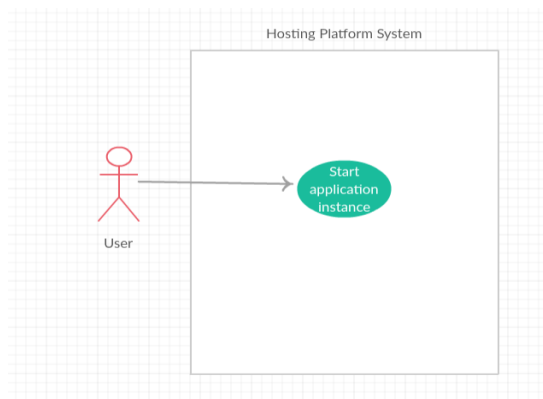 Hosting Platform System
Start
application
instance
User